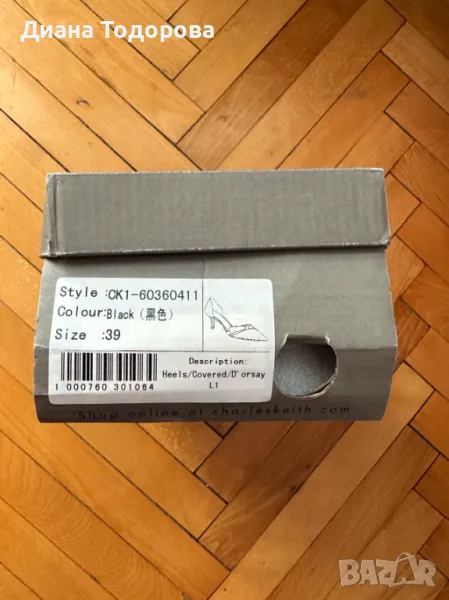 Диана Тодорова
Style :CK1-60360411
Colour:Black (黑色)
Size :39
Description:
Heels/Covered/D'orsay
L1
1 000760 301064
Shop online at charleskeith.com
BAZAR